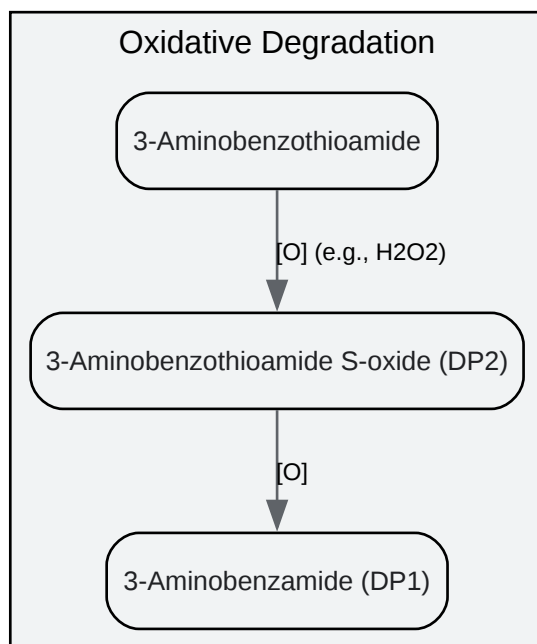 Oxidative Degradation
3-Aminobenzothioamide
[O] (e.g., H2O2)
3-Aminobenzothioamide S-oxide (DP2)
[O]
3-Aminobenzamide (DP1)